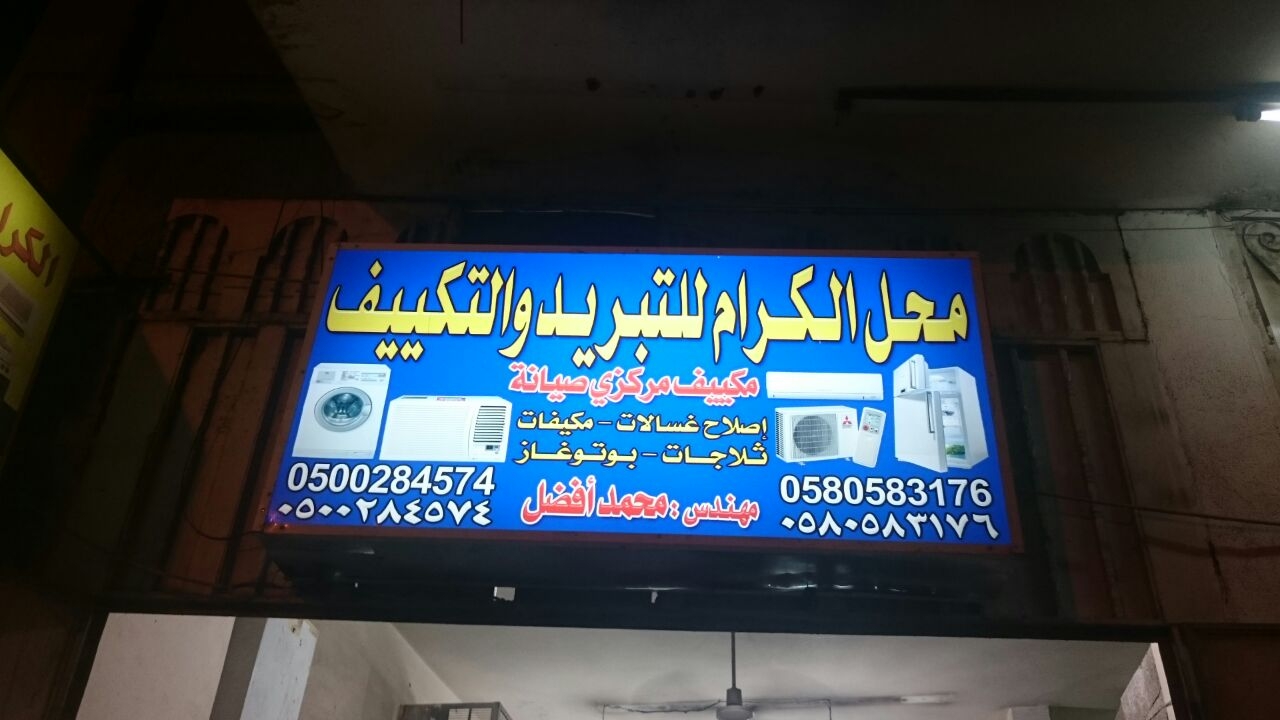 محل الكرام للتبريد والتكييف
مكييف مركزي صيانة
إصلاح غسالات - مكيفات
ثلاجات - بوتوغاز
مهندس : محمد أفضل
0580583176
٠٥٨٠٥٨٣١٧٦
0500284574
٠٥٠٠٢٨٤٥٧٤